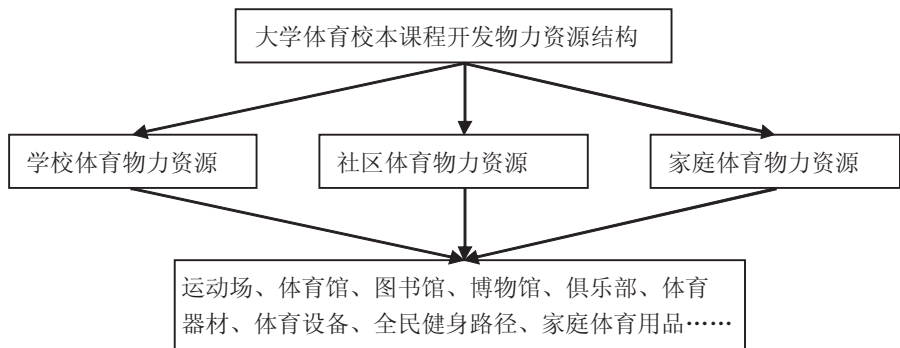 大学体育校本课程开发物力资源结构
学校体育物力资源
社区体育物力资源
家庭体育物力资源
运动场、体育馆、图书馆、博物馆、俱乐部、体育
器材、体育设备、全民健身路径、家庭体育用品……